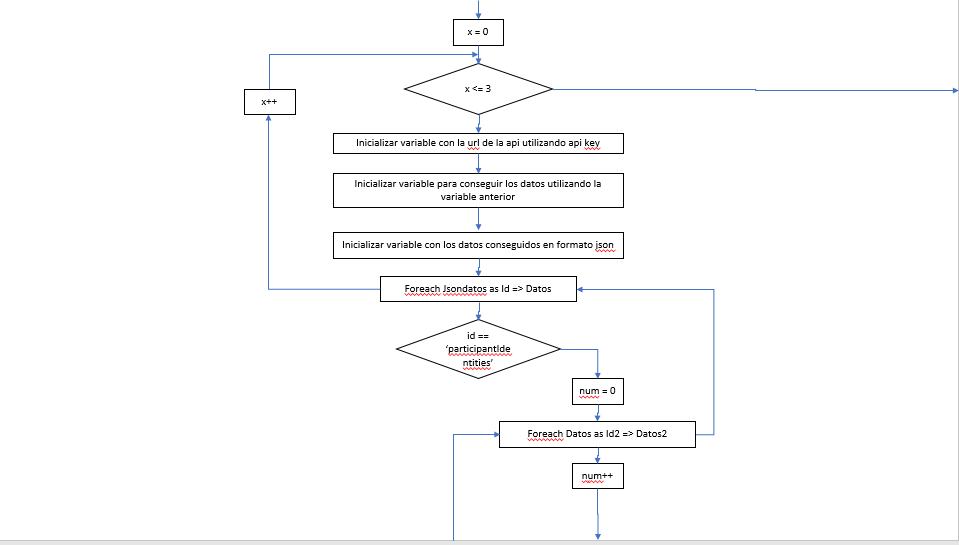 x = 0
x <= 3
x++
Inicializar variable con la url de la api utilizando api key
Inicializar variable para conseguir los datos utilizando la
variable anterior
Inicializar variable con los datos conseguidos en formato json
Foreach Jsondatos as Id => Datos
id ==
‘participantIde
ntities’
num = 0
Foreach Datos as Id2 => Datos2
num++